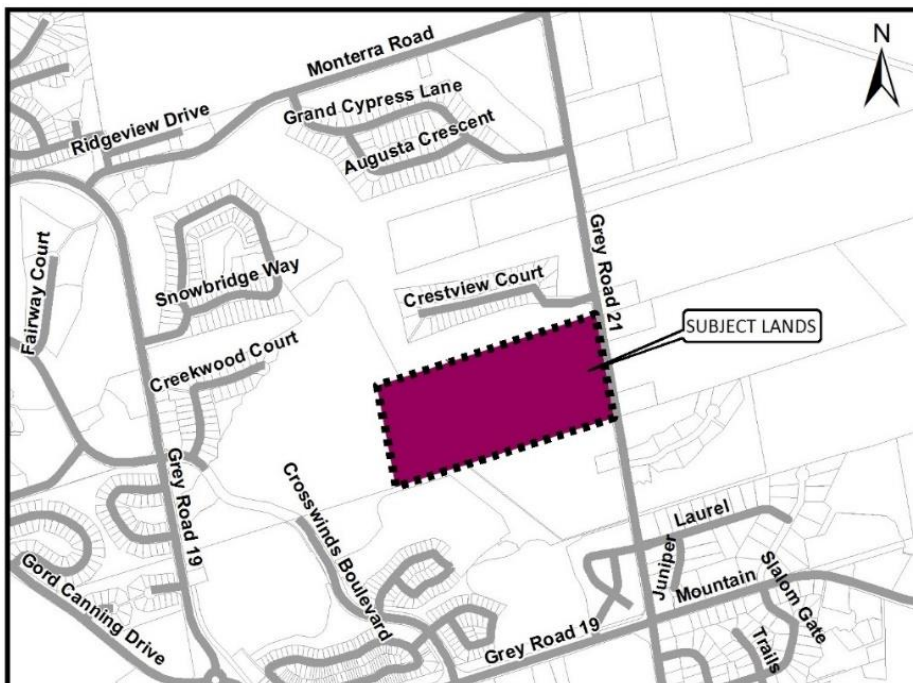 N
Monterra Road
Grand Cypress Lane
Ridgeview Drive
Augusta Crescent
Grey Road 21
Snowbridge Way
Crestview Court
Fairway Court
SUBJECT LANDS
Creekwood Court
Grey Road 19
Crosswinds Boulevard
Laurel
Juniper
Mountain
Slalom Gate
Gord Canning Drive
Grey Road 19
Trails